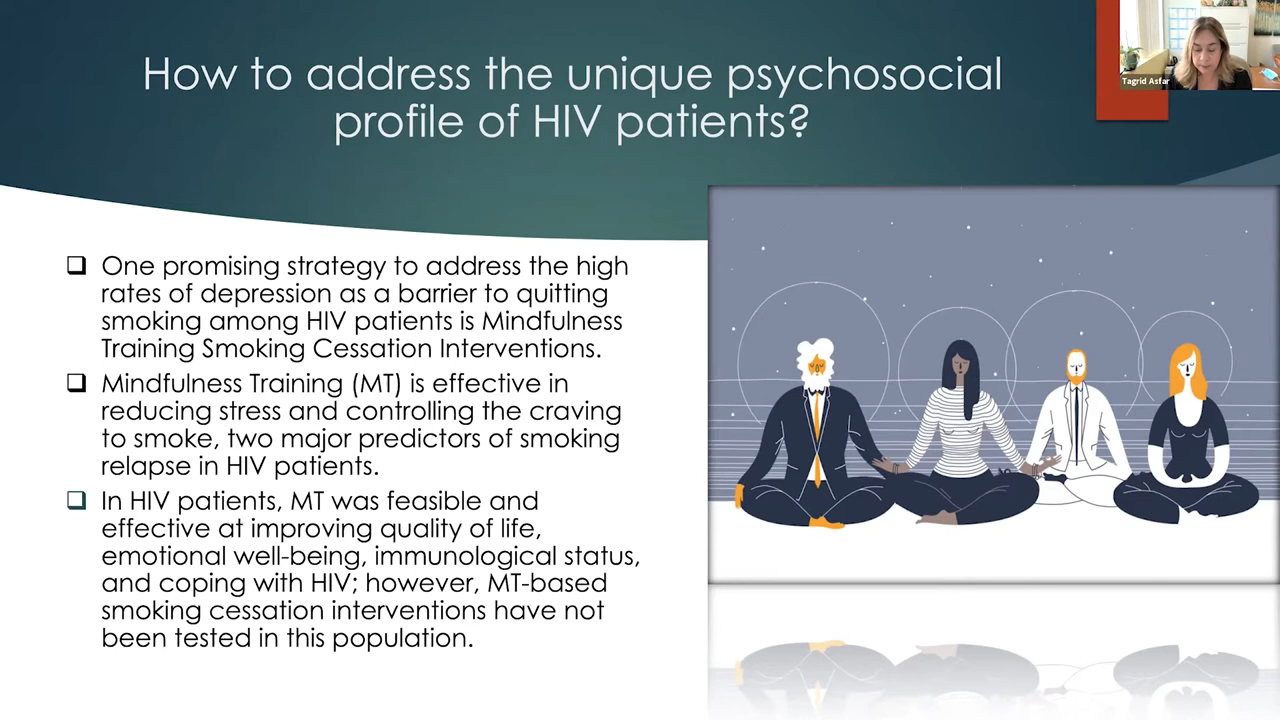 How to address the unique psychosocial
profile of HIV patients?
Tagrid Asfar
One promising strategy to address the high
rates of depression as a barrier to quitting
smoking among HIV patients is Mindfulness
Training Smoking Cessation Interventions.
Mindfulness Training (MT) is effective in
reducing stress and controlling the craving
to smoke, two major predictors of smoking
relapse in HIV patients.
In HIV patients, MT was feasible and
effective at improving quality of life,
emotional well-being, immunological status,
and coping with HIV; however, MT-based
smoking cessation interventions have not
been tested in this population.